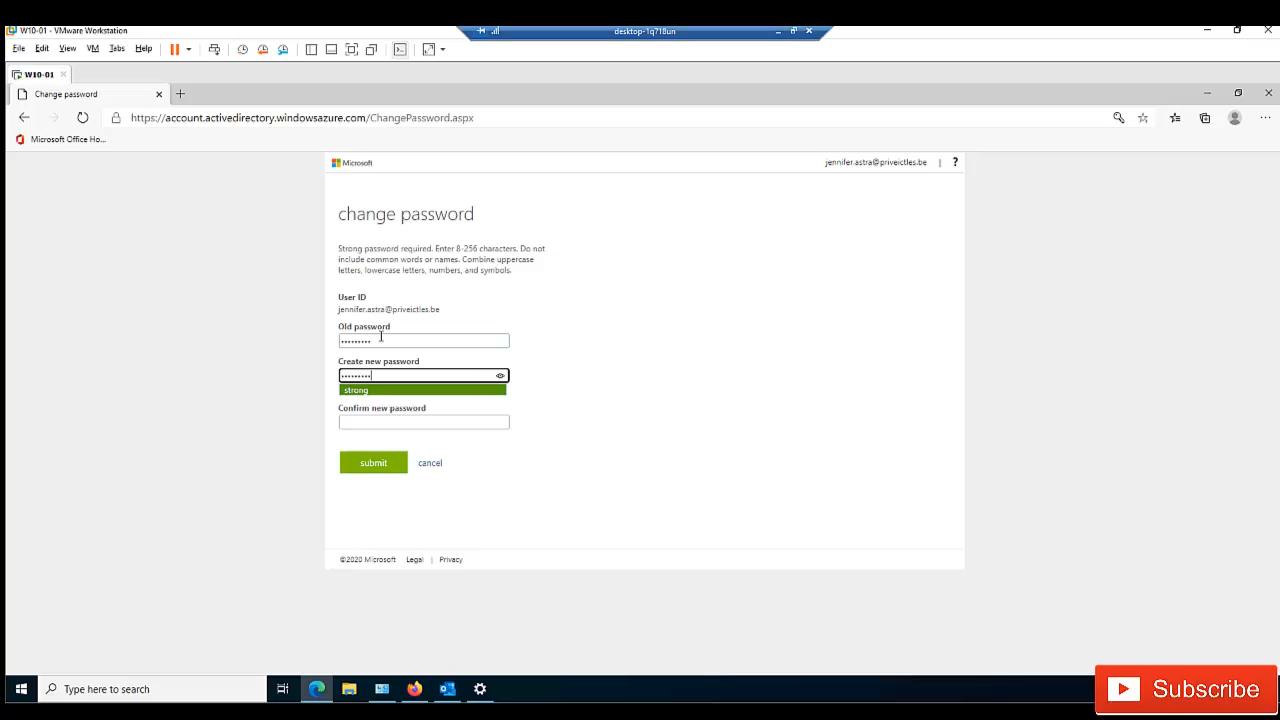 W10-01 - VMware Workstation
desktop-1q718un
File Edit View VM Tabs Help
W10-01
Change password
https://account.activedirectory.windowsazure.com/ChangePassword.aspx
Microsoft Office Ho...
Microsoft
jennifer.astra@priveictles.be | ?
change password
Strong password required. Enter 8-256 characters. Do not
include common words or names. Combine uppercase
letters, lowercase letters, numbers, and symbols.
User ID
jennifer.astra@priveictles.be
Old password
•••••••••
Create new password
•••••••••
strong
Confirm new password
submit cancel
©2020 Microsoft Legal | Privacy
Type here to search
Subscribe